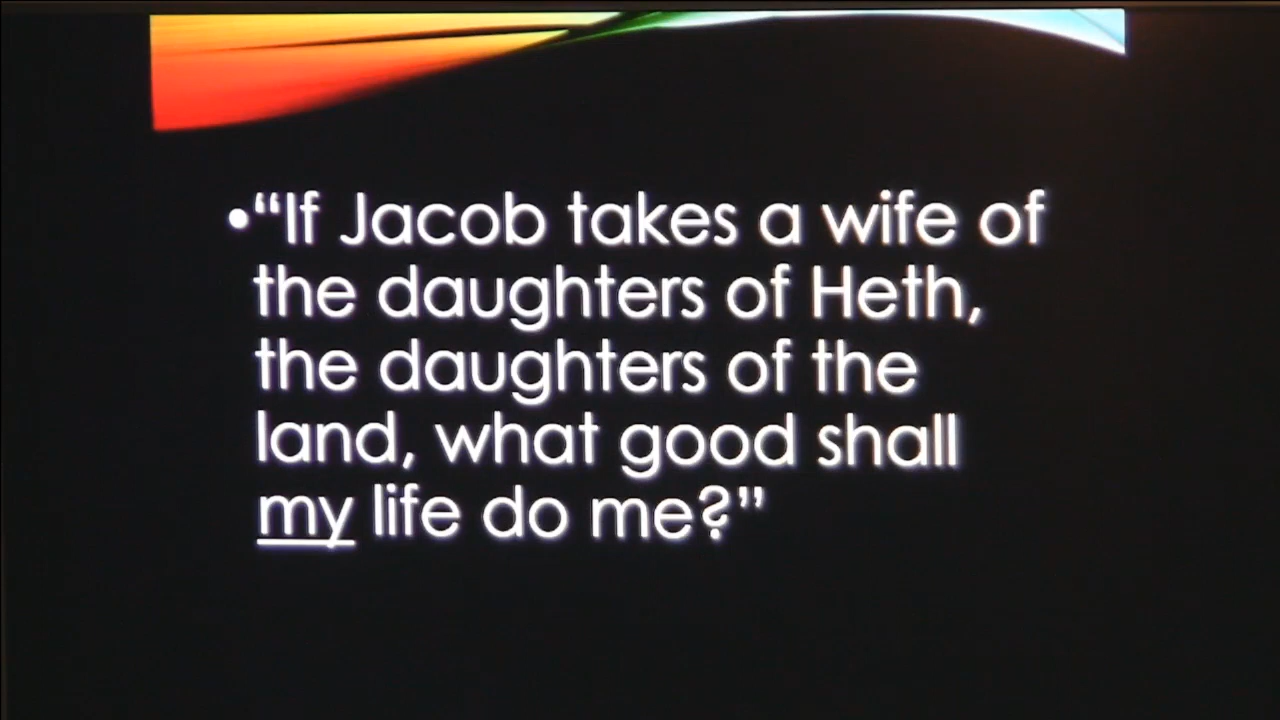 •“If Jacob takes a wife of
the daughters of Heth,
the daughters of the
land, what good shall
my life do me?”